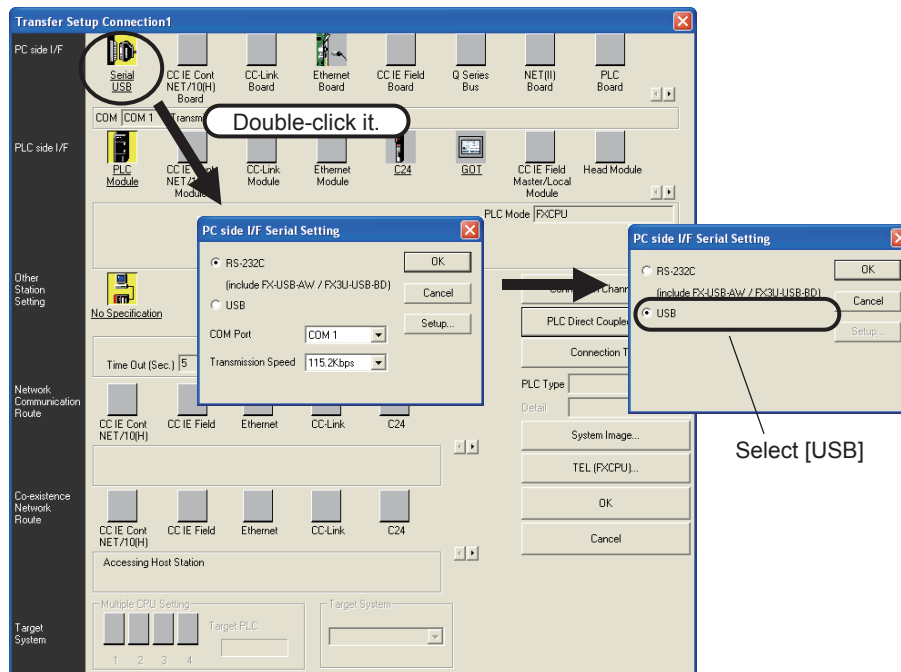 Transfer Setup Connection1
PC side I/F
Serial
USB
CC IE Cont
NET/10(H)
Board
CC-Link
Board
Ethernet
Board
CC IE Field
Board
Q Series
Bus
NET(II)
Board
PLC
Board
COM COM 1 Transm
Double-click it.
PLC side I/F
PLC
Module
CC IE Cont
NET/1
Module
CC-Link
Module
Ethernet
Module
C24
GOT
CC IE Field
Master/Local
Module
Head Module
PLC Mode FXCPU
PC side I/F Serial Setting
RS-232C
(include FX-USB-AW / FX3U-USB-BD)
USB
COM Port COM 1
Transmission Speed 115.2Kbps
OK
Cancel
Setup...
PC side I/F Serial Setting
RS-232C
(include FX-USB-AW / FX3U-USB-BD)
USB
OK
Cancel
Setup...
Select [USB]
Other
Station
Setting
No Specification
Time Out (Sec.) 5
Connection Chann
PLC Direct Couple
Connection T
PLC Type
Detail
System Image...
TEL (FXCPU)...
OK
Cancel
Network
Communication
Route
CC IE Cont
NET/10(H)
CC IE Field
Ethernet
CC-Link
C24
Co-existence
Network
Route
CC IE Cont
NET/10(H)
CC IE Field
Ethernet
CC-Link
C24
Accessing Host Station
Target
System
Multiple CPU Setting
1 2 3 4
Target PLC
Target System